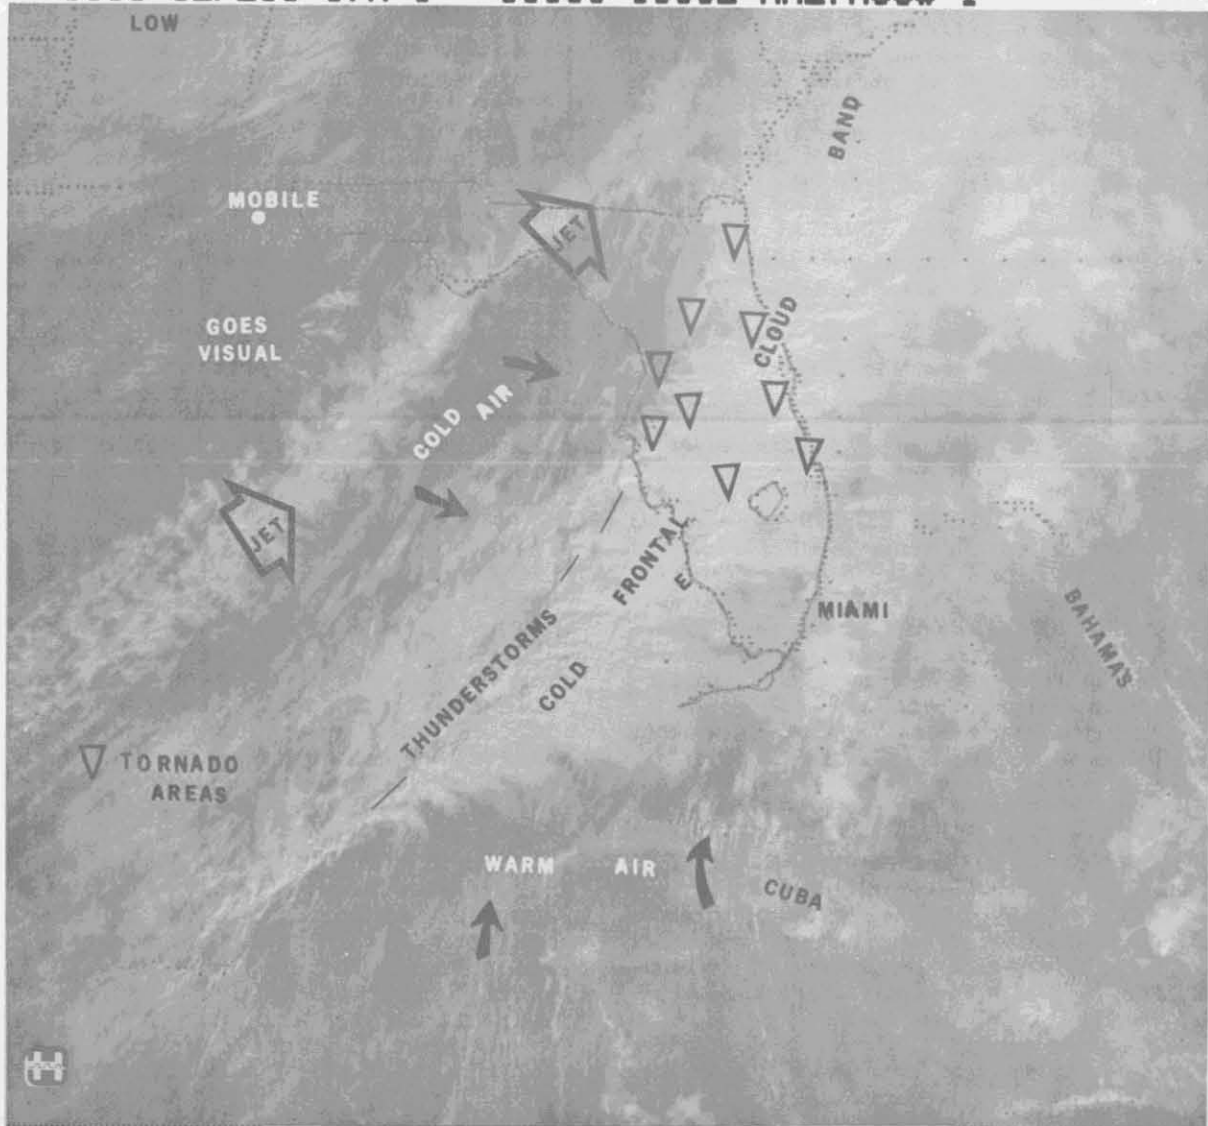 LOW
BAND
MOBILE
JET
GOES
VISUAL
CLOUD
COLD AIR
JET
FRONTAL
E
MIAMI
BAHAMAS
THUNDERSTORMS
COLD
TORNADO
AREAS
WARM AIR
CUBA